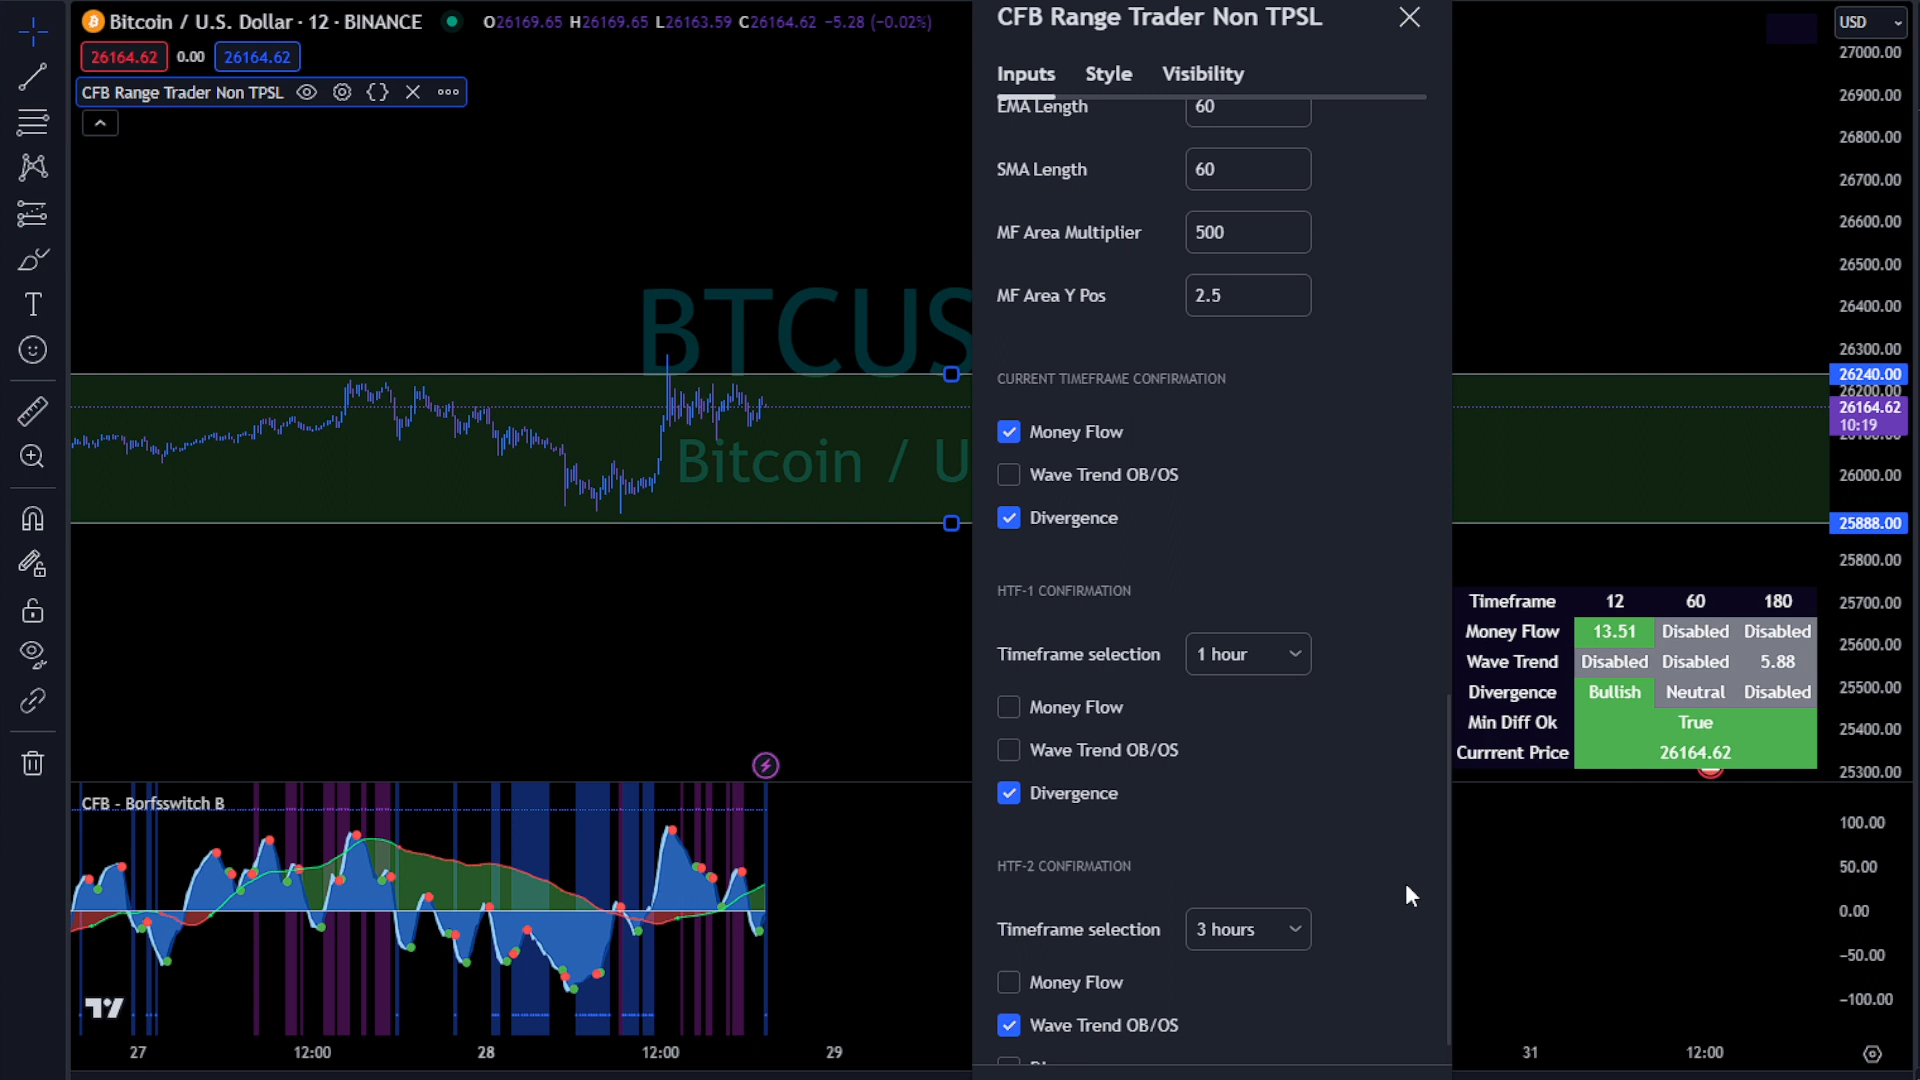 Bitcoin / U.S. Dollar · 12 · BINANCE
O26169.65 H26169.65 L26163.59 C26164.62 −5.28 (−0.02%)
26164.62 0.00 26164.62
CFB Range Trader Non TPSL
BTCUS
Bitcoin / U
CFB - Borfsswitch B
27 12:00 28 12:00 29
CFB Range Trader Non TPSL
Inputs Style Visibility
EMA Length 60
SMA Length 60
MF Area Multiplier 500
MF Area Y Pos 2.5
CURRENT TIMEFRAME CONFIRMATION
Money Flow
Wave Trend OB/OS
Divergence
HTF-1 CONFIRMATION
Timeframe selection 1 hour
Money Flow
Wave Trend OB/OS
Divergence
HTF-2 CONFIRMATION
Timeframe selection 3 hours
Money Flow
Wave Trend OB/OS
USD
27000.00
26900.00
26800.00
26700.00
26600.00
26500.00
26400.00
26300.00
26240.00
26200.00
26164.62
10:19
26100.00
26000.00
25888.00
25800.00
25700.00
25600.00
25500.00
25400.00
25300.00
Timeframe 12 60 180
Money Flow 13.51 Disabled Disabled
Wave Trend Disabled Disabled 5.88
Divergence Bullish Neutral Disabled
Min Diff Ok True
Currrent Price 26164.62
100.00
50.00
0.00
−50.00
−100.00
31 12:00